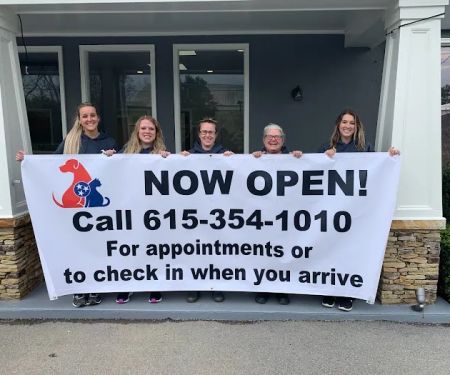 NOW OPEN!
Call 615-354-1010
For appointments or
to check in when you arrive